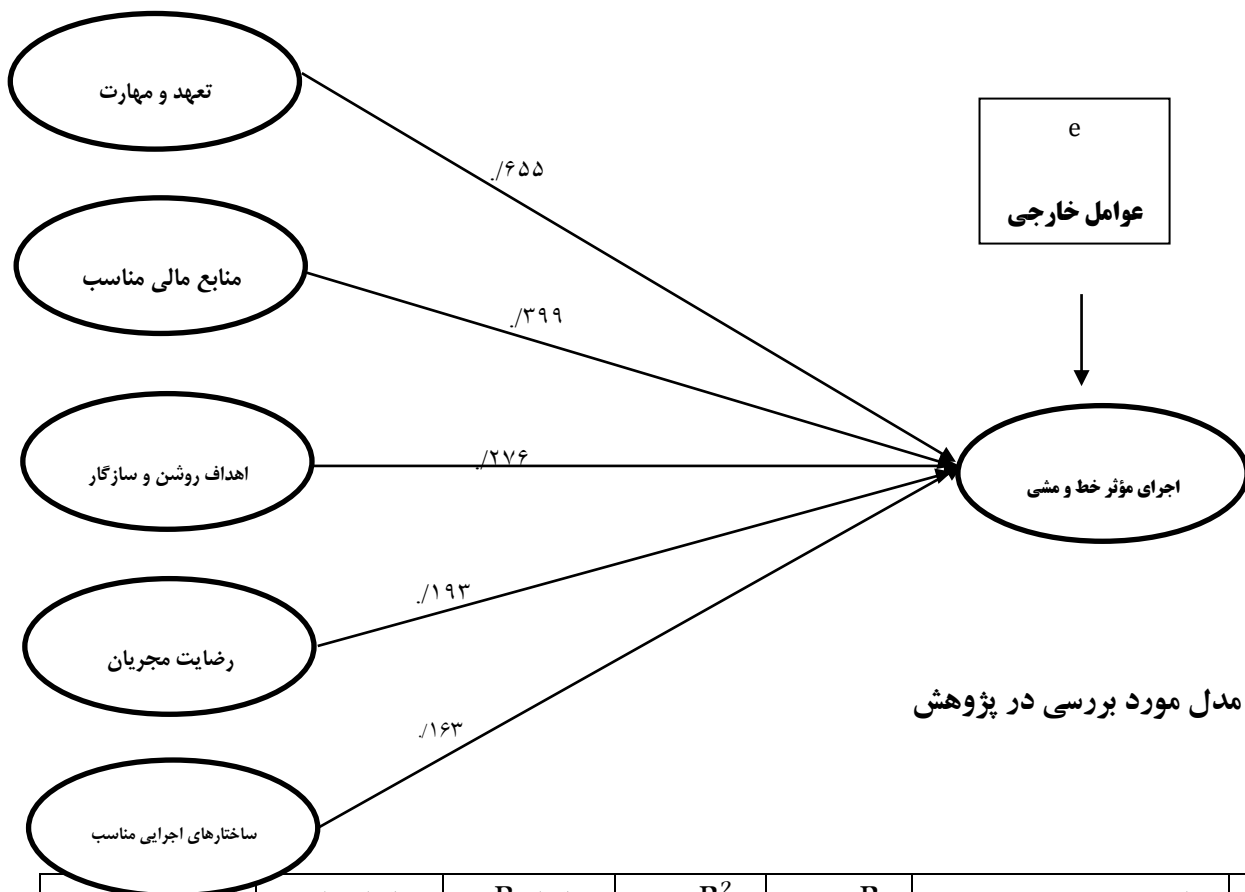 تعهد و مهارت
e
عوامل خارجی
./۶۵۵
منابع مالی مناسب
./۳۹۹
اهداف روشن و سازگار
./۲۷۶
اجرای مؤثر خط و مشی
رضایت مجریان
./۱۹۳
مدل مورد بررسی در پژوهش
./۱۶۳
ساختارهای اجرایی مناسب